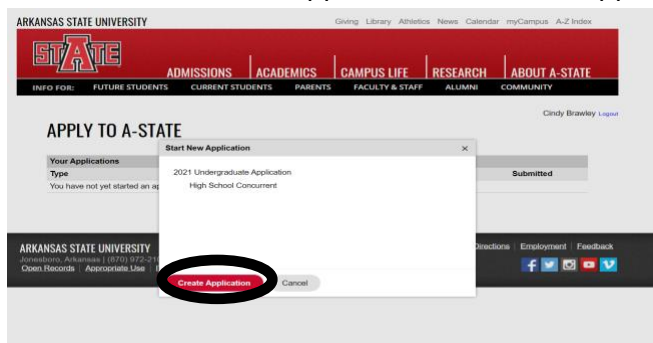 ARKANSAS STATE UNIVERSITY Giving Library Athletics News Calendar myCampus A-Z Index
STATE
ADMISSIONS ACADEMICS CAMPUS LIFE RESEARCH ABOUT A-STATE
INFO FOR: FUTURE STUDENTS CURRENT STUDENTS PARENTS FACULTY & STAFF ALUMNI COMMUNITY
Cindy Brawley Logout
APPLY TO A-STATE
Start New Application ×
Your Applications
Type Submitted
2021 Undergraduate Application
You have not yet started an
High School Concurrent
ARKANSAS STATE UNIVERSITY Directions Employment Feedback
Jonesboro, Arkansas | (870) 972-21
Open Records Appropriate Use
Create Application Cancel